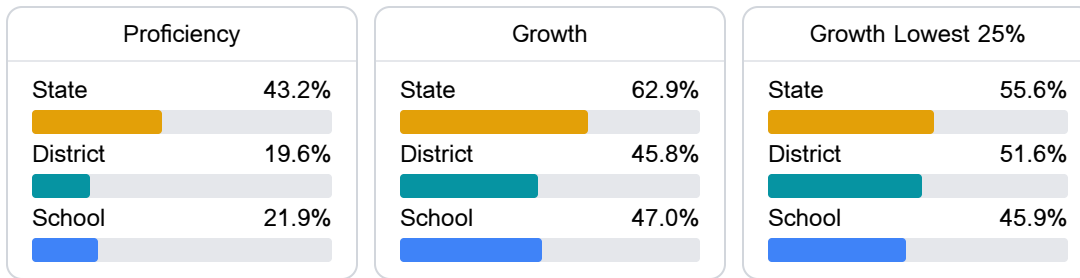 Proficiency
State 43.2%
District 19.6%
School 21.9%
Growth
State 62.9%
District 45.8%
School 47.0%
Growth Lowest 25%
State 55.6%
District 51.6%
School 45.9%